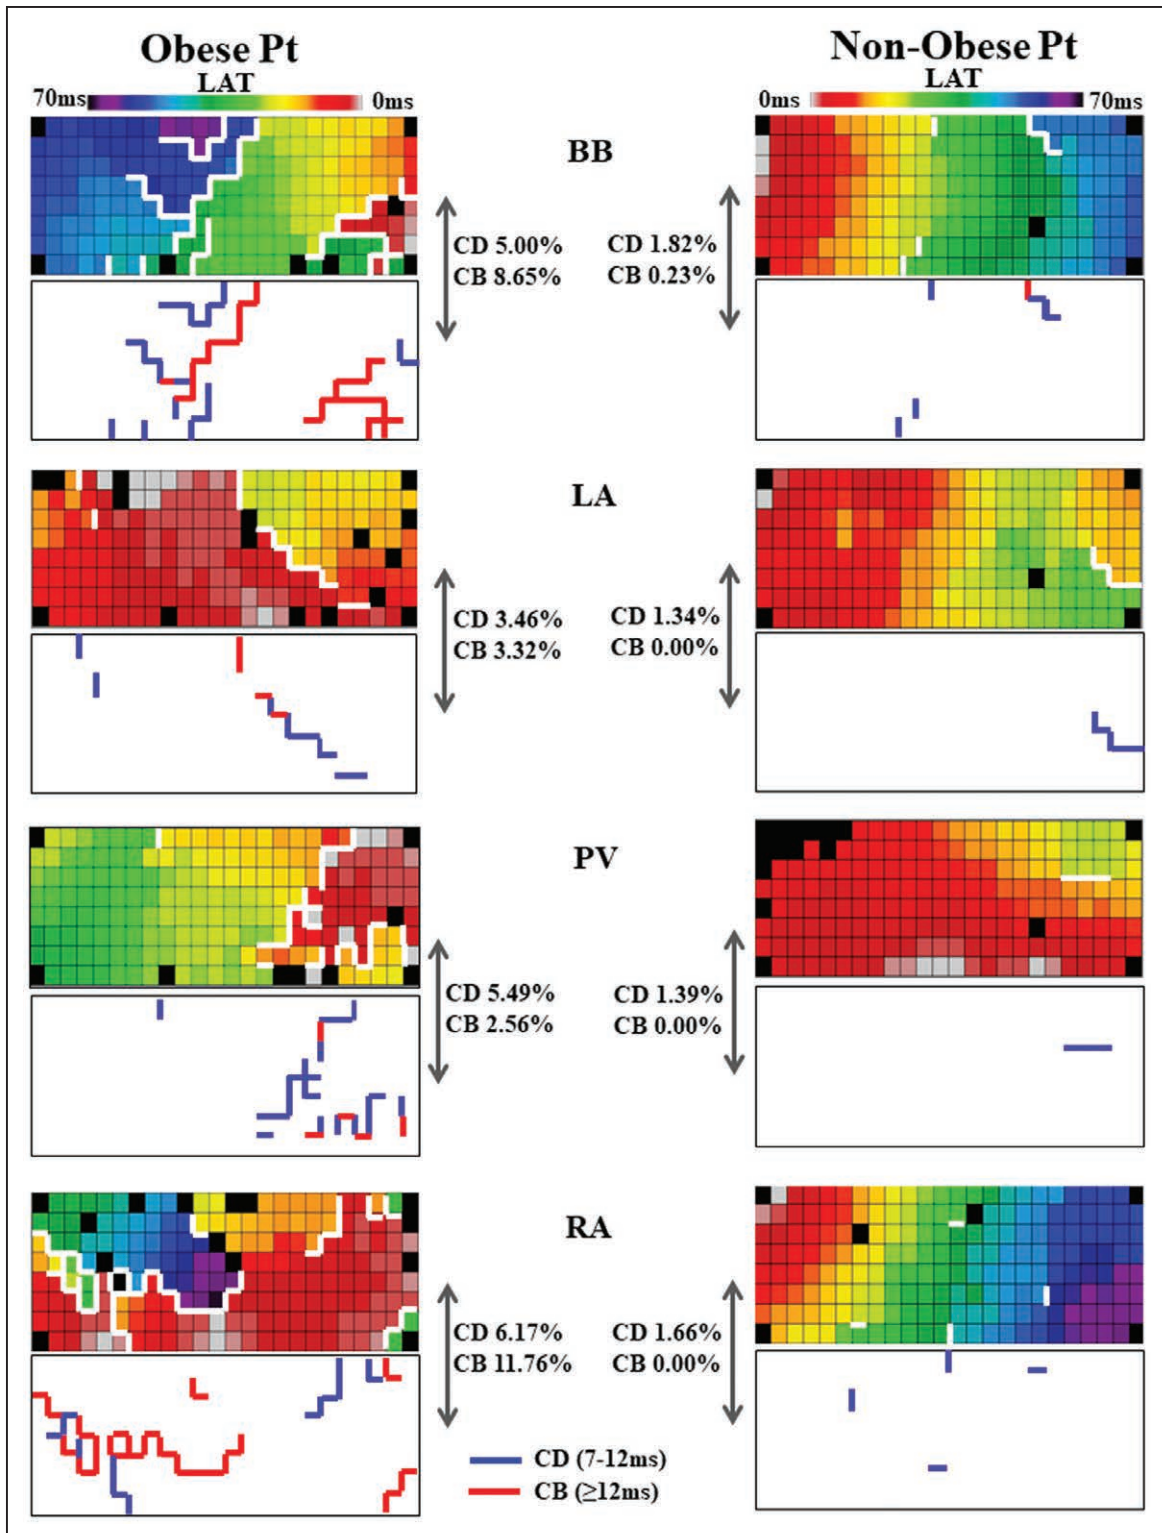 Obese Pt
Non-Obese Pt
LAT
70ms
0ms
LAT
0ms
70ms
BB
CD 5.00%
CB 8.65%
CD 1.82%
CB 0.23%
LA
CD 3.46%
CB 3.32%
CD 1.34%
CB 0.00%
PV
CD 5.49%
CB 2.56%
CD 1.39%
CB 0.00%
RA
CD 6.17%
CB 11.76%
CD 1.66%
CB 0.00%
CD (7-12ms)
CB (≥12ms)